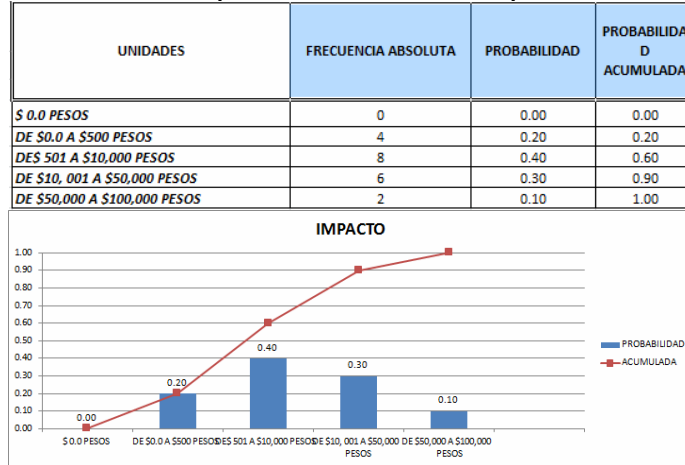 UNIDADES FRECUENCIA ABSOLUTA PROBABILIDAD PROBABILIDA
D
ACUMULADA
$ 0.0 PESOS 0 0.00 0.00
DE $0.0 A $500 PESOS 4 0.20 0.20
DE$ 501 A $10,000 PESOS 8 0.40 0.60
DE $10, 001 A $50,000 PESOS 6 0.30 0.90
DE $50,000 A $100,000 PESOS 2 0.10 1.00
IMPACTO
1.00
0.90
0.80
0.70
0.60
0.50
0.40
0.30
0.20
0.10
0.00
0.00
0.20
0.40
0.30
0.10
$ 0.0 PESOS
DE $0.0 A $500 PESOS
DE$ 501 A $10,000 PESOS
DE $10, 001 A $50,000
PESOS
DE $50,000 A $100,000
PESOS
PROBABILIDAD
ACUMULADA